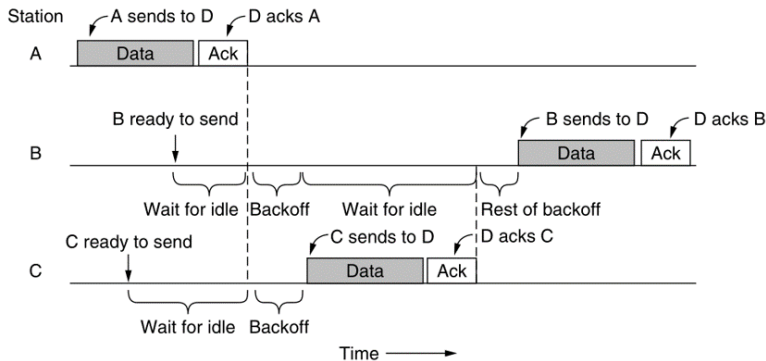 Station
A sends to D
D acks A
A
Data
Ack
B ready to send
B sends to D
D acks B
B
Data
Ack
Wait for idle
Backoff
Wait for idle
Rest of backoff
C ready to send
C sends to D
D acks C
C
Data
Ack
Wait for idle
Backoff
Time